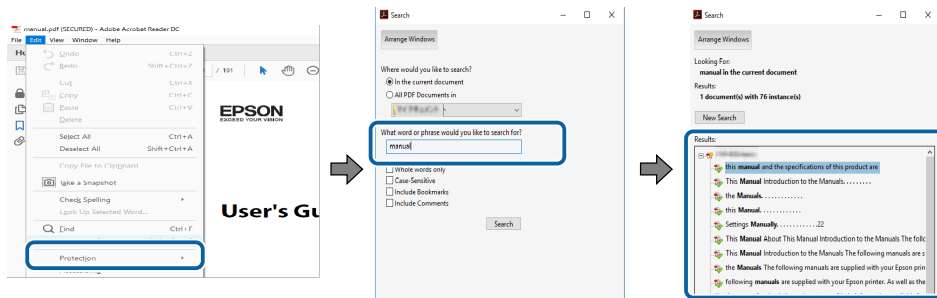 manual.pdf (SECURED) - Adobe Acrobat Reader DC
File Edit View Window Help
Undo Ctrl+Z
Redo Shift+Ctrl+Z
Cut Ctrl+X
Copy Ctrl+C
Paste Ctrl+V
Delete
Select All Ctrl+A
Deselect All Shift+Ctrl+A
Copy File to Clipboard
Take a Snapshot
Check Spelling
Look Up Selected Word...
Find Ctrl+F
Protection
/ 191
EPSON
EXCEED YOUR VISION
User's Gu
Search
Arrange Windows
Where would you like to search?
In the current document
All PDF Documents in
What word or phrase would you like to search for?
manual
Whole words only
Case-Sensitive
Include Bookmarks
Include Comments
Search
Search
Arrange Windows
Looking For:
manual in the current document
Results:
1 document(s) with 76 instance(s)
New Search
Results:
this manual and the specifications of this product are
This Manual Introduction to the Manuals. . . . . . . . .
the Manuals. . . . . . . . . . . . .
this Manual. . . . . . . . . . . . .
Settings Manually. . . . . . . . . . . . .22
This Manual About This Manual Introduction to the Manuals The follc
This Manual Introduction to the Manuals The following manuals are s
the Manuals The following manuals are supplied with your Epson prin
following manuals are supplied with your Epson printer. As well as the